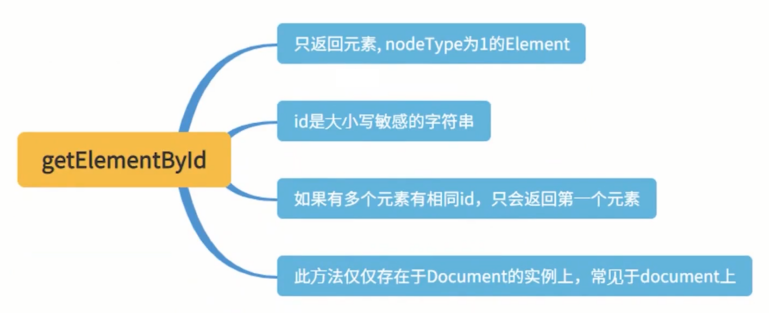 getElementById
只返回元素, nodeType为1的Element
id是大小写敏感的字符串
如果有多个元素有相同id，只会返回第一个元素
此方法仅仅存在于Document的实例上，常见于document上